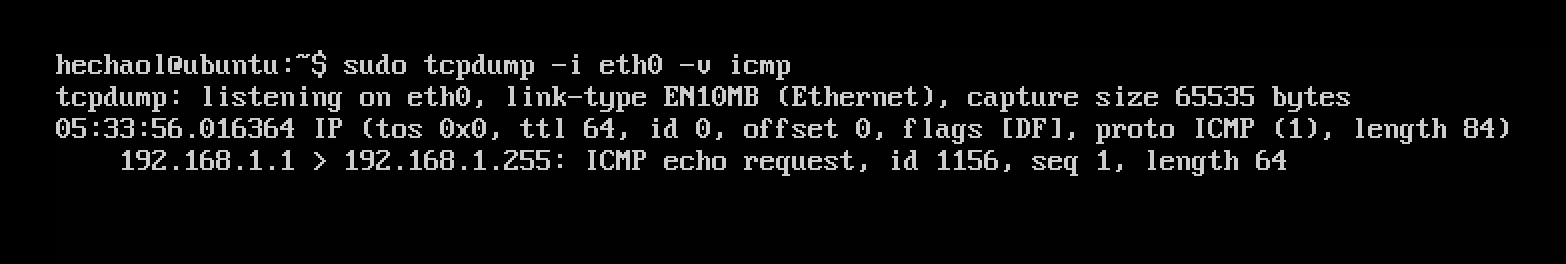 hechaol@ubuntu:~$ sudo tcpdump -i eth0 -v icmp
tcpdump: listening on eth0, link-type EN10MB (Ethernet), capture size 65535 bytes
05:33:56.016364 IP (tos 0x0, ttl 64, id 0, offset 0, flags [DF], proto ICMP (1), length 84)
    192.168.1.1 > 192.168.1.255: ICMP echo request, id 1156, seq 1, length 64